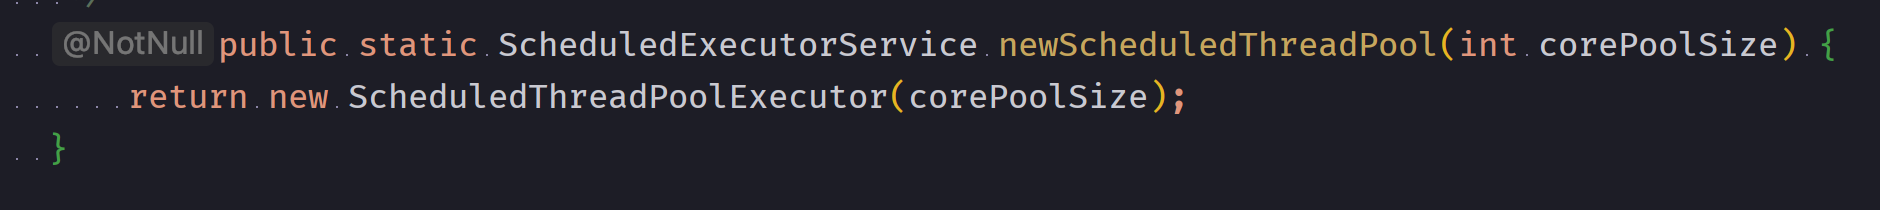 @NotNull public static ScheduledExecutorService newScheduledThreadPool(int corePoolSize) {
return new ScheduledThreadPoolExecutor(corePoolSize);
}